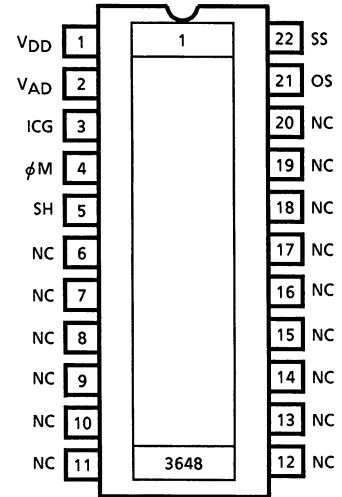 VDD 1 1 22 SS
VAD 2 21 OS
ICG 3 20 NC
ϕM 4 19 NC
SH 5 18 NC
NC 6 17 NC
NC 7 16 NC
NC 8 15 NC
NC 9 14 NC
NC 10 13 NC
NC 11 3648 12 NC